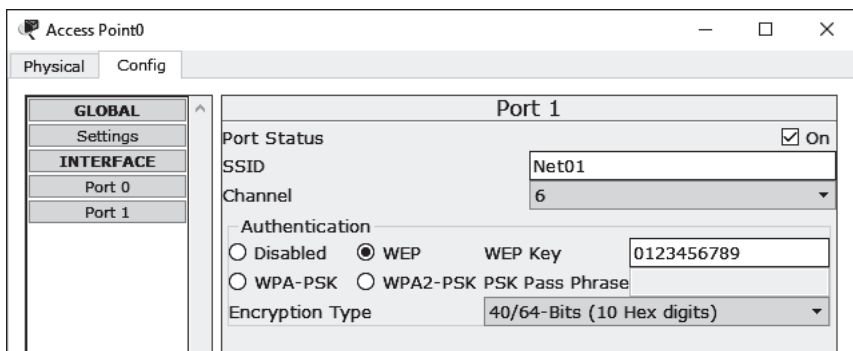 Access Point0
Physical Config
GLOBAL
Settings
INTERFACE
Port 0
Port 1
Port 1
Port Status On
SSID Net01
Channel 6
Authentication
Disabled WEP WEP Key 0123456789
WPA-PSK WPA2-PSK PSK Pass Phrase
Encryption Type 40/64-Bits (10 Hex digits)